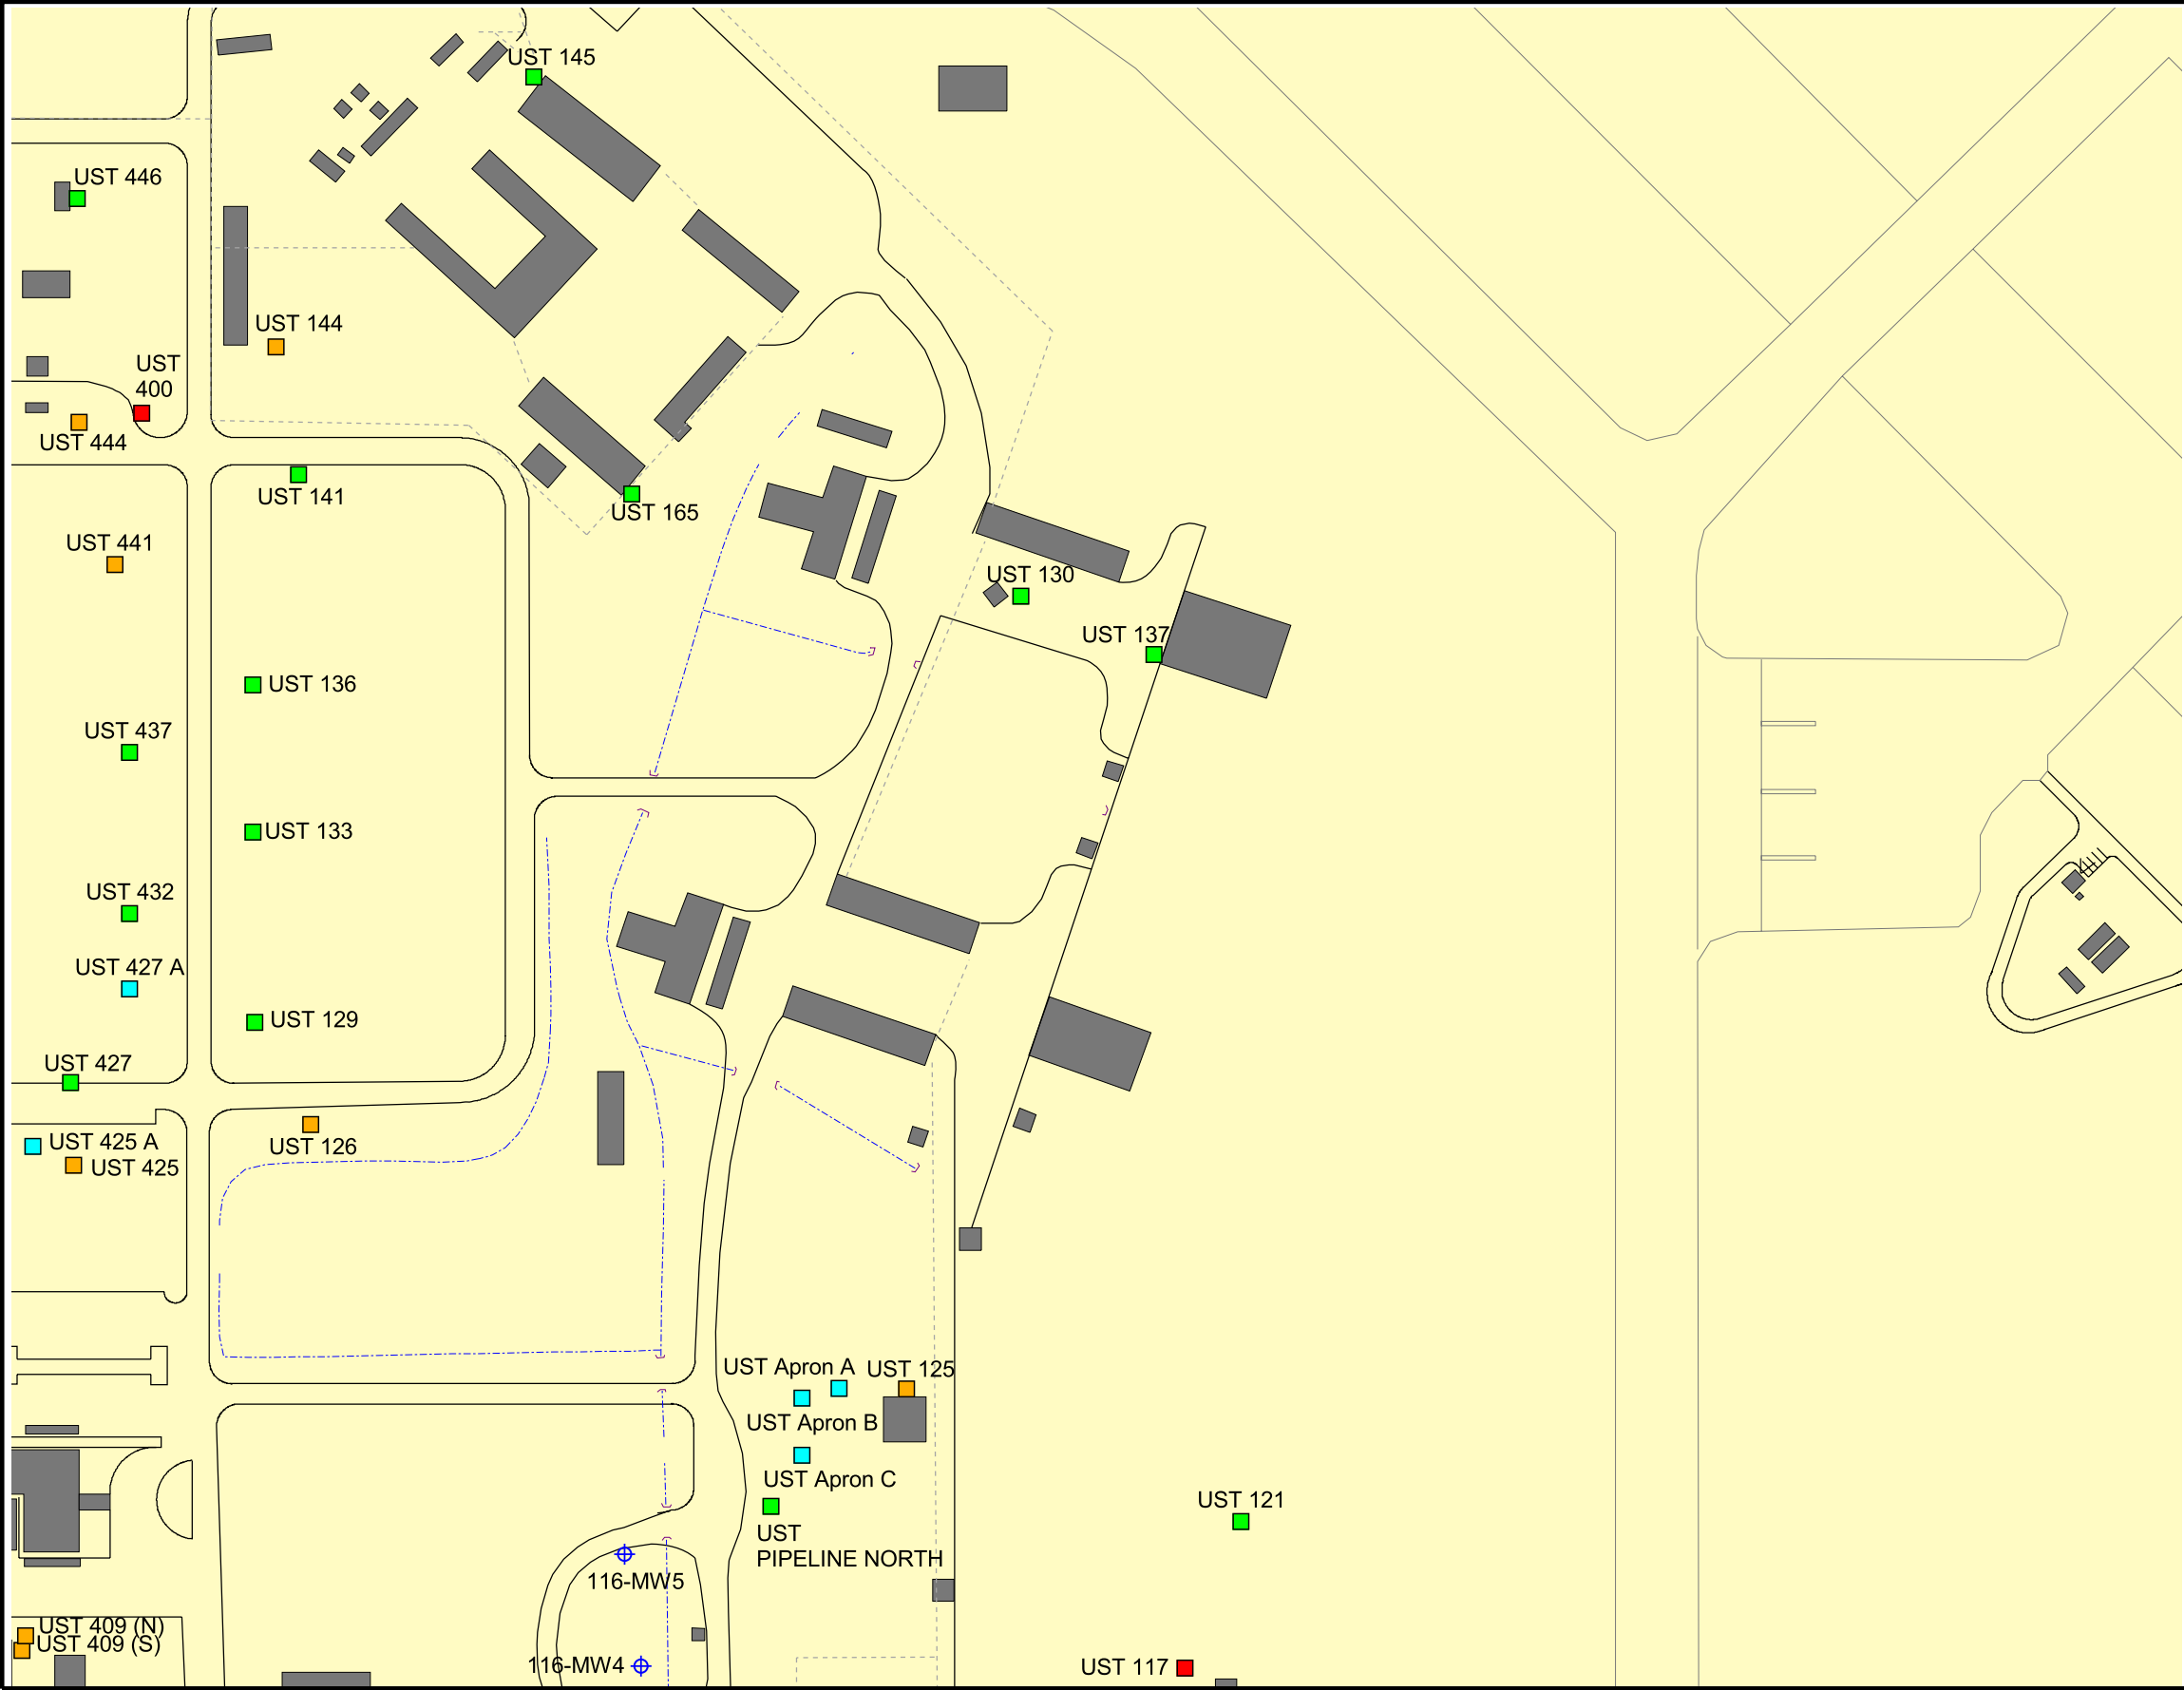 UST 145
UST 446
UST 144
UST
400
UST 444
UST 141
UST 165
UST 441
UST 130
UST 137
UST 136
UST 437
UST 133
UST 432
UST 427 A
UST 129
UST 427
UST 425 A
UST 126
UST 425
UST Apron A
UST 125
UST Apron B
UST Apron C
UST 121
UST
PIPELINE NORTH
116-MW5
UST 409 (N)
UST 409 (S)
116-MW4
UST 117